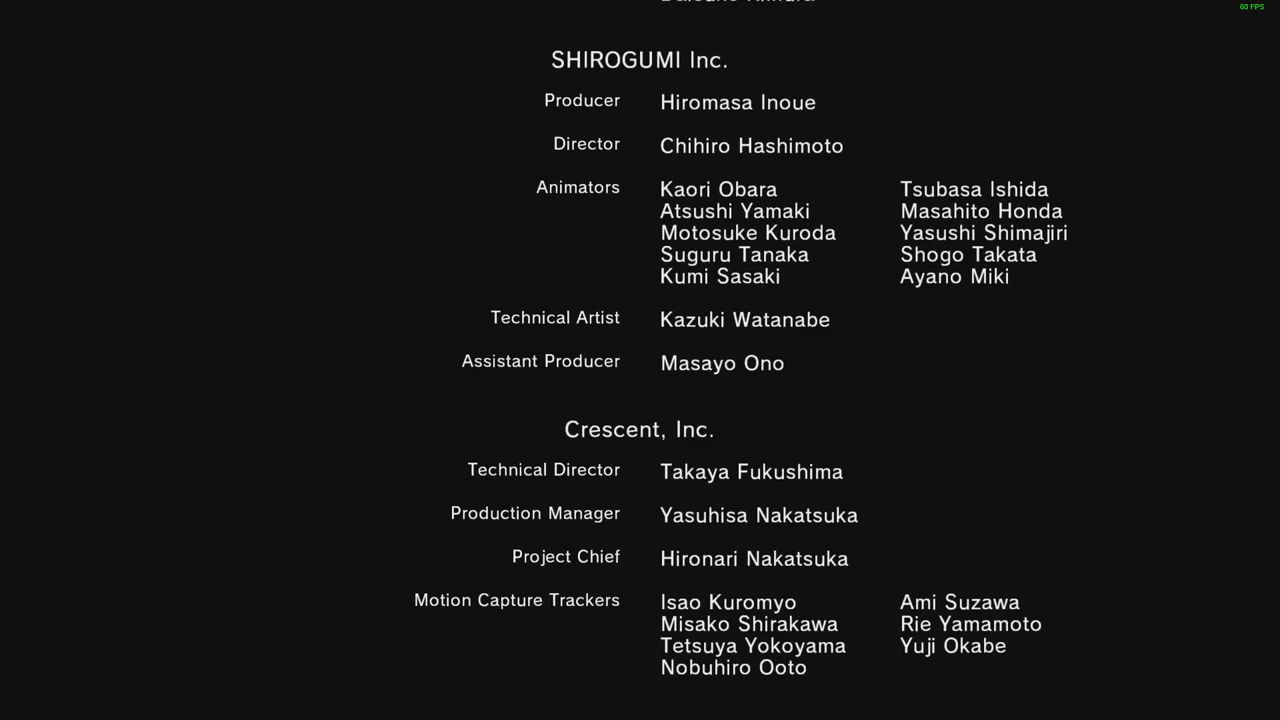 60 FPS
SHIROGUMI Inc.
Producer Hiromasa Inoue
Director Chihiro Hashimoto
Animators Kaori Obara Tsubasa Ishida
Atsushi Yamaki Masahito Honda
Motosuke Kuroda Yasushi Shimajiri
Suguru Tanaka Shogo Takata
Kumi Sasaki Ayano Miki
Technical Artist Kazuki Watanabe
Assistant Producer Masayo Ono
Crescent, Inc.
Technical Director Takaya Fukushima
Production Manager Yasuhisa Nakatsuka
Project Chief Hironari Nakatsuka
Motion Capture Trackers Isao Kuromyo Ami Suzawa
Misako Shirakawa Rie Yamamoto
Tetsuya Yokoyama Yuji Okabe
Nobuhiro Ooto